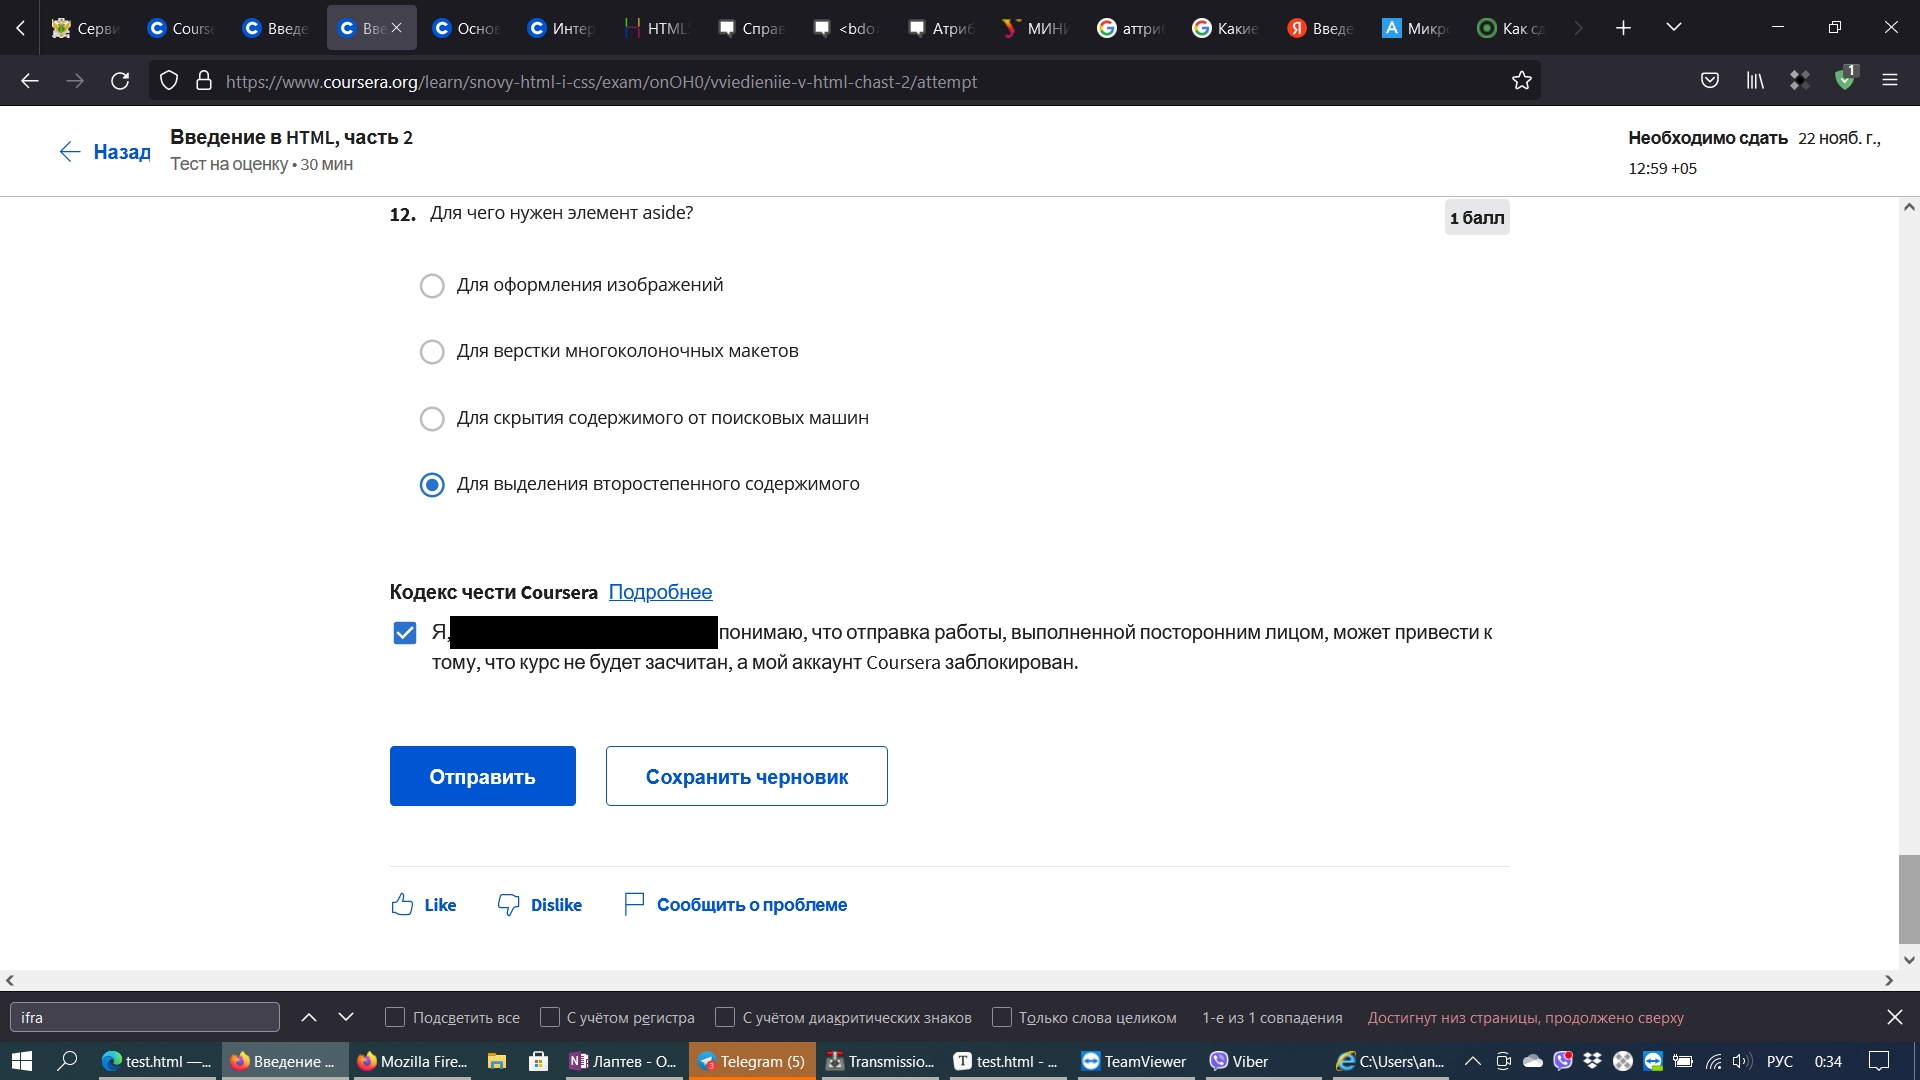 Серви
Course
Введе
Вве
Основ
Интер
HTML5
Справ
<bdo>
Атриб
МИНИ
аттриб
Какие
Введе
Микро
Как сд
https://www.coursera.org/learn/snovy-html-i-css/exam/onOH0/vviedieniie-v-html-chast-2/attempt
1
Назад
Введение в HTML, часть 2
Тест на оценку • 30 мин
Необходимо сдать 22 нояб. г.,
12:59 +05
12. Для чего нужен элемент aside?
1 балл
Для оформления изображений
Для верстки многоколоночных макетов
Для скрытия содержимого от поисковых машин
Для выделения второстепенного содержимого
Кодекс чести Coursera Подробнее
Я, понимаю, что отправка работы, выполненной посторонним лицом, может привести к
тому, что курс не будет засчитан, а мой аккаунт Coursera заблокирован.
Отправить
Сохранить черновик
Like
Dislike
Сообщить о проблеме
ifra
Подсветить все
С учётом регистра
С учётом диакритических знаков
Только слова целиком
1-е из 1 совпадения
Достигнут низ страницы, продолжено сверху
test.html —...
Введение ...
Mozilla Fire...
Лаптев - О...
Telegram (5)
Transmissio...
test.html - ...
TeamViewer
Viber
C:\Users\an...
РУС
0:34